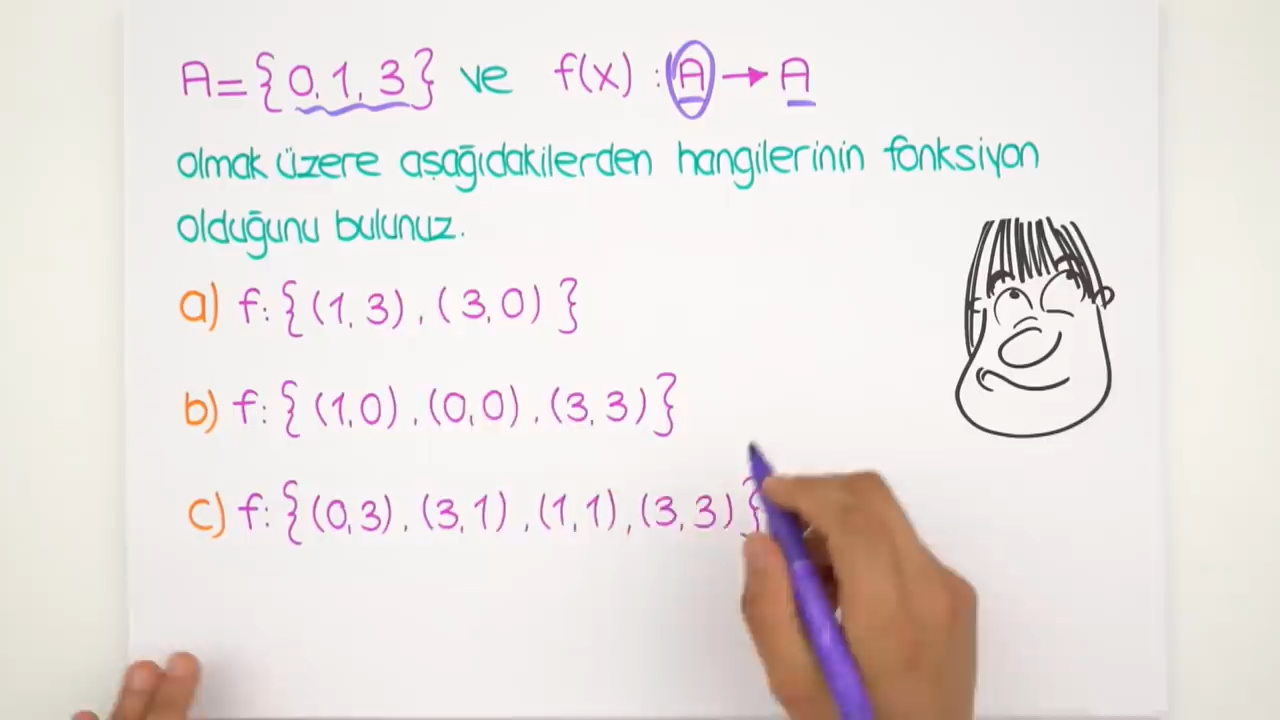 A={0,1,3} ve f(x) : A → A
olmak üzere aşağıdakilerden hangilerinin fonksiyon
olduğunu bulunuz.
a) f: {(1,3), (3,0)}
b) f: {(1,0), (0,0), (3,3)}
c) f: {(0,3), (3,1), (1,1), (3,3)}